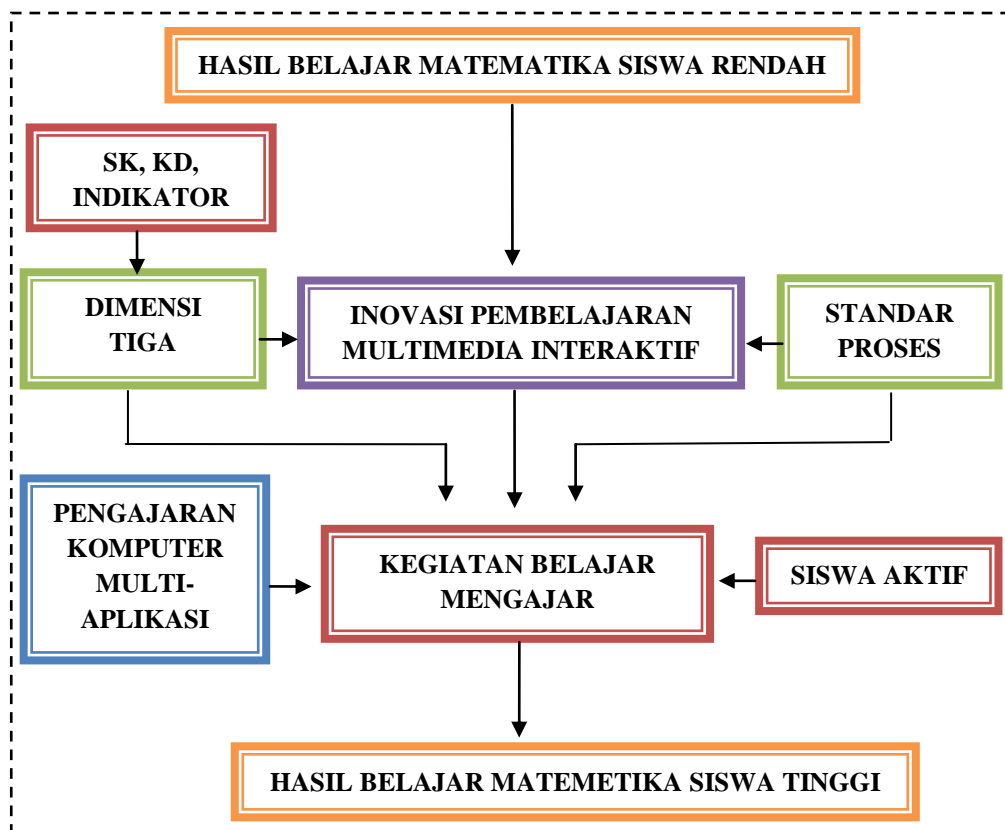 HASIL BELAJAR MATEMATIKA SISWA RENDAH
SK, KD,
INDIKATOR
DIMENSI
TIGA
INOVASI PEMBELAJARAN
MULTIMEDIA INTERAKTIF
STANDAR
PROSES
PENGAJARAN
KOMPUTER
MULTI-
APLIKASI
KEGIATAN BELAJAR
MENGAJAR
SISWA AKTIF
HASIL BELAJAR MATEMETIKA SISWA TINGGI